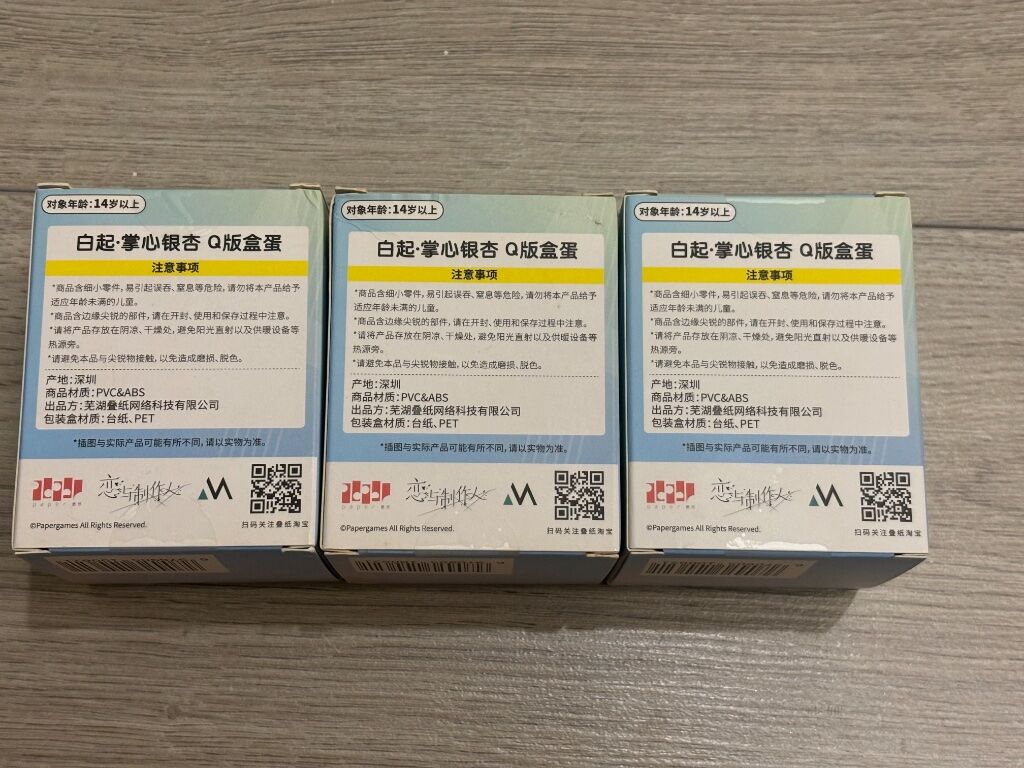 对象年龄:14岁以上
白起·掌心银杏 Q版盒蛋
注意事项
*商品含细小零件,易引起误吞、窒息等危险,请勿将本产品给予
适应年龄未满的儿童。
*商品含边缘尖锐的部件,请在开封、使用和保存过程中注意。
*请将产品存放在阴凉、干燥处,避免阳光直射以及供暖设备等
热源旁。
*请避免本品与尖锐物接触,以免造成磨损、脱色。
产地:深圳
商品材质:PVC&ABS
出品方:芜湖叠纸网络科技有限公司
包装盒材质:台纸、PET
*插图与实际产品可能有所不同,请以实物为准。
paper
恋与制作人
©Papergames All Rights Reserved.
扫码关注叠纸淘宝
对象年龄:14岁以上
白起·掌心银杏 Q版盒蛋
注意事项
*商品含细小零件,易引起误吞、窒息等危险,请勿将本产品给予
适应年龄未满的儿童。
*商品含边缘尖锐的部件,请在开封、使用和保存过程中注意。
*请将产品存放在阴凉、干燥处,避免阳光直射以及供暖设备等
热源旁。
*请避免本品与尖锐物接触,以免造成磨损、脱色。
产地:深圳
商品材质:PVC&ABS
出品方:芜湖叠纸网络科技有限公司
包装盒材质:台纸、PET
*插图与实际产品可能有所不同,请以实物为准。
paper
恋与制作人
©Papergames All Rights Reserved.
扫码关注叠纸淘宝
对象年龄:14岁以上
白起·掌心银杏 Q版盒蛋
注意事项
*商品含细小零件,易引起误吞、窒息等危险,请勿将本产品给予
适应年龄未满的儿童。
*商品含边缘尖锐的部件,请在开封、使用和保存过程中注意。
*请将产品存放在阴凉、干燥处,避免阳光直射以及供暖设备等
热源旁。
*请避免本品与尖锐物接触,以免造成磨损、脱色。
产地:深圳
商品材质:PVC&ABS
出品方:芜湖叠纸网络科技有限公司
包装盒材质:台纸、PET
*插图与实际产品可能有所不同,请以实物为准。
paper
恋与制作人
©Papergames All Rights Reserved.
扫码关注叠纸淘宝